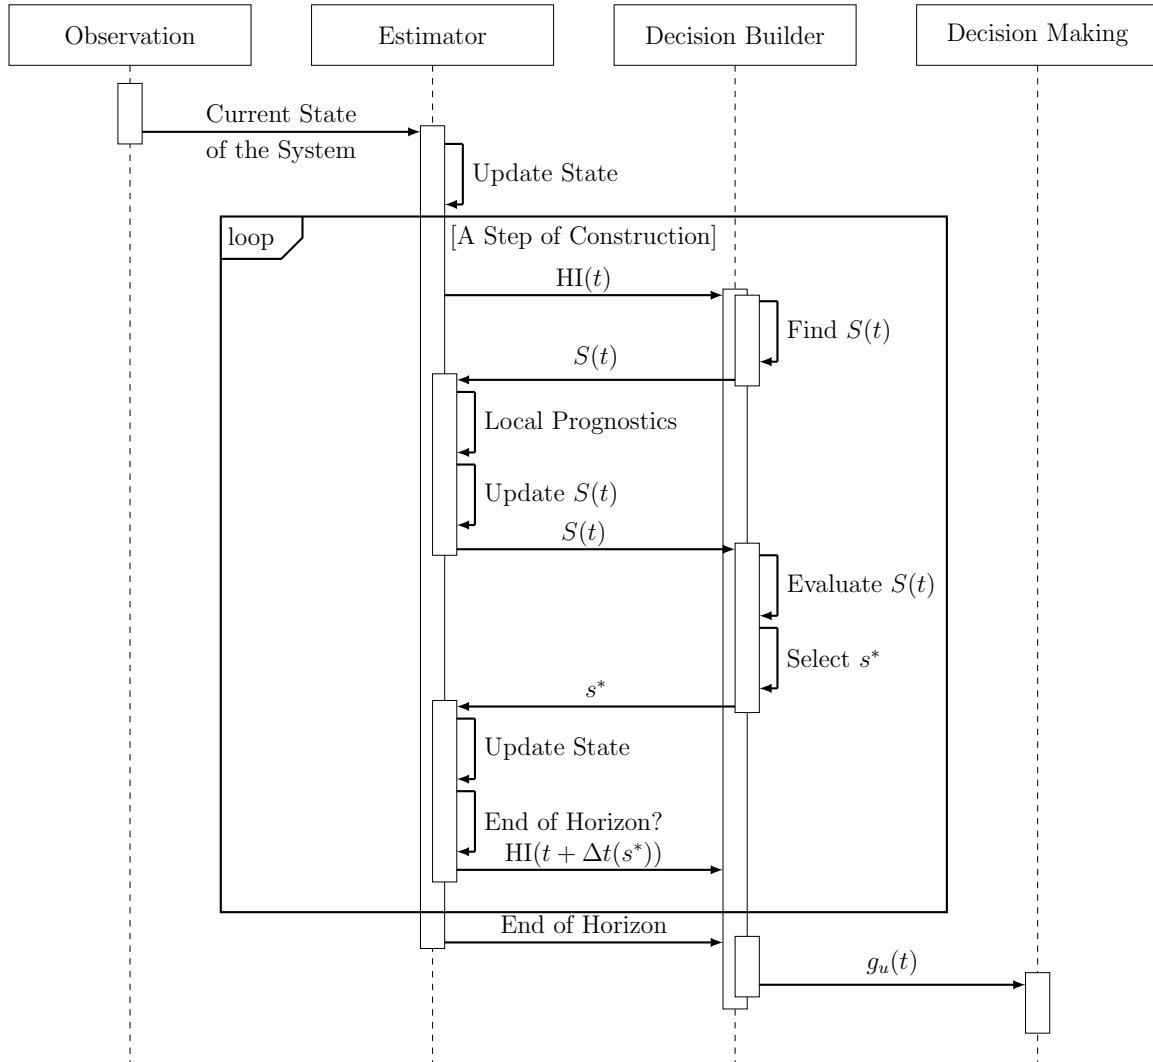 Observation
Estimator
Decision Builder
Decision Making
Current State
of the System
Update State
loop
[A Step of Construction]
HI(t)
Find S(t)
S(t)
Local Prognostics
Update S(t)
S(t)
Evaluate S(t)
Select s*
s*
Update State
End of Horizon?
HI(t + Δt(s*))
End of Horizon
g_u(t)